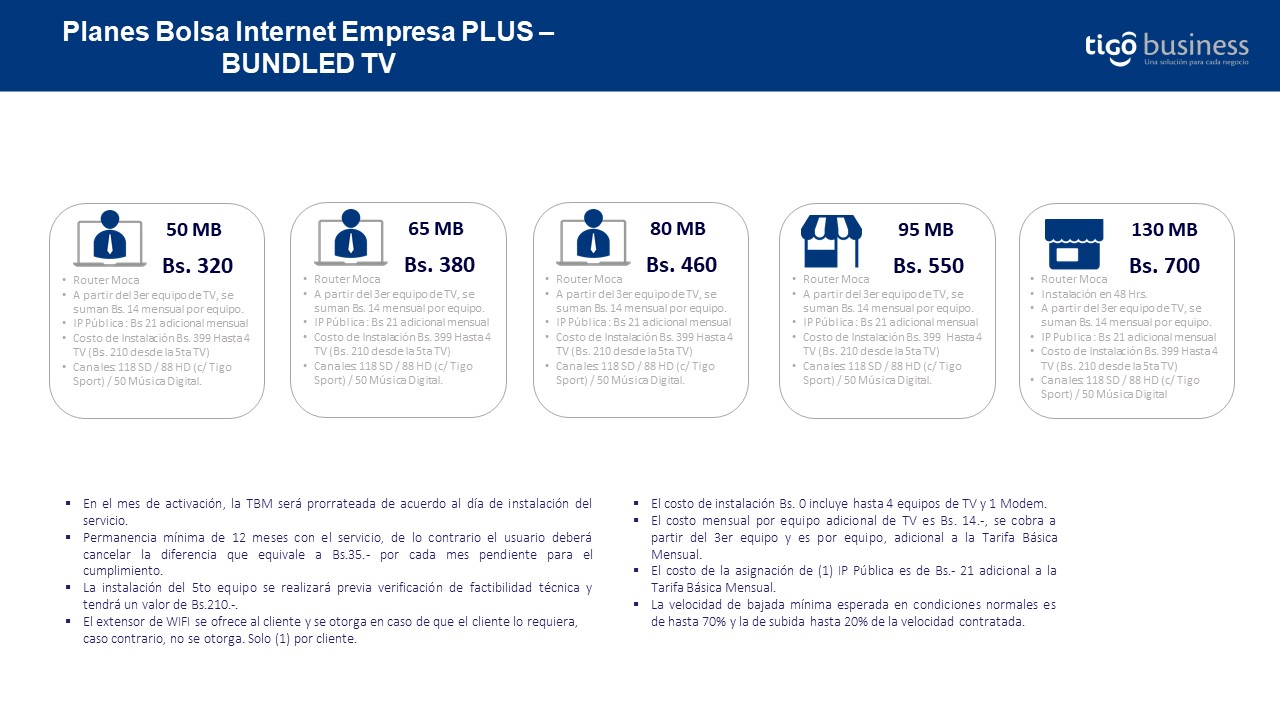 Planes Bolsa Internet Empresa PLUS –
BUNDLED TV
tigo business
Una solución para cada negocio
50 MB
Bs. 320
• Router Moca
• A partir del 3er equipo de TV, se
suman Bs. 14 mensual por equipo.
• IP Pública : Bs 21 adicional mensual
• Costo de Instalación Bs. 399 Hasta 4
TV (Bs. 210 desde la 5ta TV)
• Canales: 118 SD / 88 HD (c/ Tigo
Sport) / 50 Música Digital.
65 MB
Bs. 380
• Router Moca
• A partir del 3er equipo de TV, se
suman Bs. 14 mensual por equipo.
• IP Pública : Bs 21 adicional mensual
• Costo de Instalación Bs. 399 Hasta 4
TV (Bs. 210 desde la 5ta TV)
• Canales: 118 SD / 88 HD (c/ Tigo
Sport) / 50 Música Digital.
80 MB
Bs. 460
• Router Moca
• A partir del 3er equipo de TV, se
suman Bs. 14 mensual por equipo.
• IP Pública : Bs 21 adicional mensual
• Costo de Instalación Bs. 399 Hasta 4
TV (Bs. 210 desde la 5ta TV)
• Canales: 118 SD / 88 HD (c/ Tigo
Sport) / 50 Música Digital.
95 MB
Bs. 550
• Router Moca
• A partir del 3er equipo de TV, se
suman Bs. 14 mensual por equipo.
• IP Pública : Bs 21 adicional mensual
• Costo de Instalación Bs. 399 Hasta 4
TV (Bs. 210 desde la 5ta TV)
• Canales: 118 SD / 88 HD (c/ Tigo
Sport) / 50 Música Digital.
130 MB
Bs. 700
• Router Moca
• Instalación en 48 Hrs.
• A partir del 3er equipo de TV, se
suman Bs. 14 mensual por equipo.
• IP Publica : Bs 21 adicional mensual
• Costo de Instalación Bs. 399 Hasta 4
TV (Bs. 210 desde la 5ta TV)
• Canales: 118 SD / 88 HD (c/ Tigo
Sport) / 50 Música Digital
▪ En el mes de activación, la TBM será prorrateada de acuerdo al día de instalación del
servicio.
▪ Permanencia mínima de 12 meses con el servicio, de lo contrario el usuario deberá
cancelar la diferencia que equivale a Bs.35.- por cada mes pendiente para el
cumplimiento.
▪ La instalación del 5to equipo se realizará previa verificación de factibilidad técnica y
tendrá un valor de Bs.210.-.
▪ El extensor de WIFI se ofrece al cliente y se otorga en caso de que el cliente lo requiera,
caso contrario, no se otorga. Solo (1) por cliente.
▪ El costo de instalación Bs. 0 incluye hasta 4 equipos de TV y 1 Modem.
▪ El costo mensual por equipo adicional de TV es Bs. 14.-, se cobra a
partir del 3er equipo y es por equipo, adicional a la Tarifa Básica
Mensual.
▪ El costo de la asignación de (1) IP Pública es de Bs.- 21 adicional a la
Tarifa Básica Mensual.
▪ La velocidad de bajada mínima esperada en condiciones normales es
de hasta 70% y la de subida hasta 20% de la velocidad contratada.